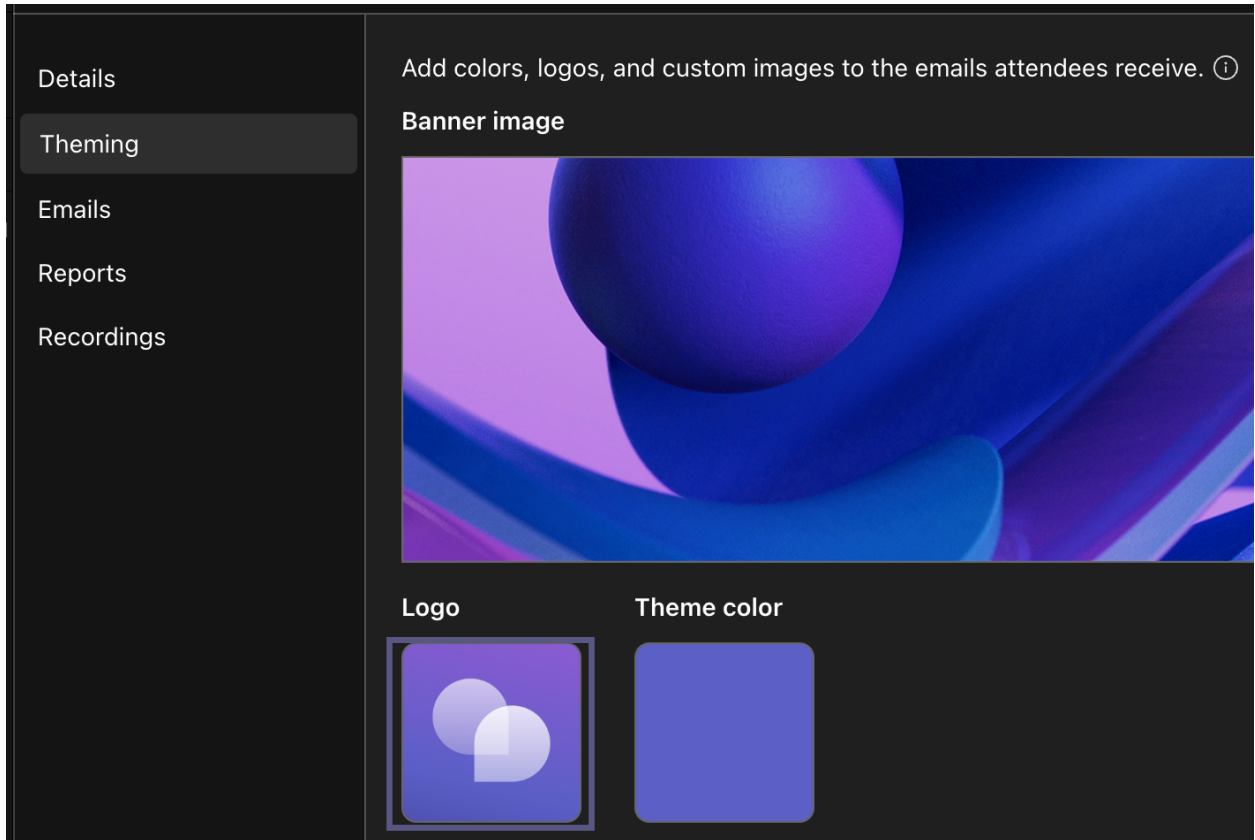 Details
Theming
Emails
Reports
Recordings
Add colors, logos, and custom images to the emails attendees receive.
Banner image
Logo
Theme color